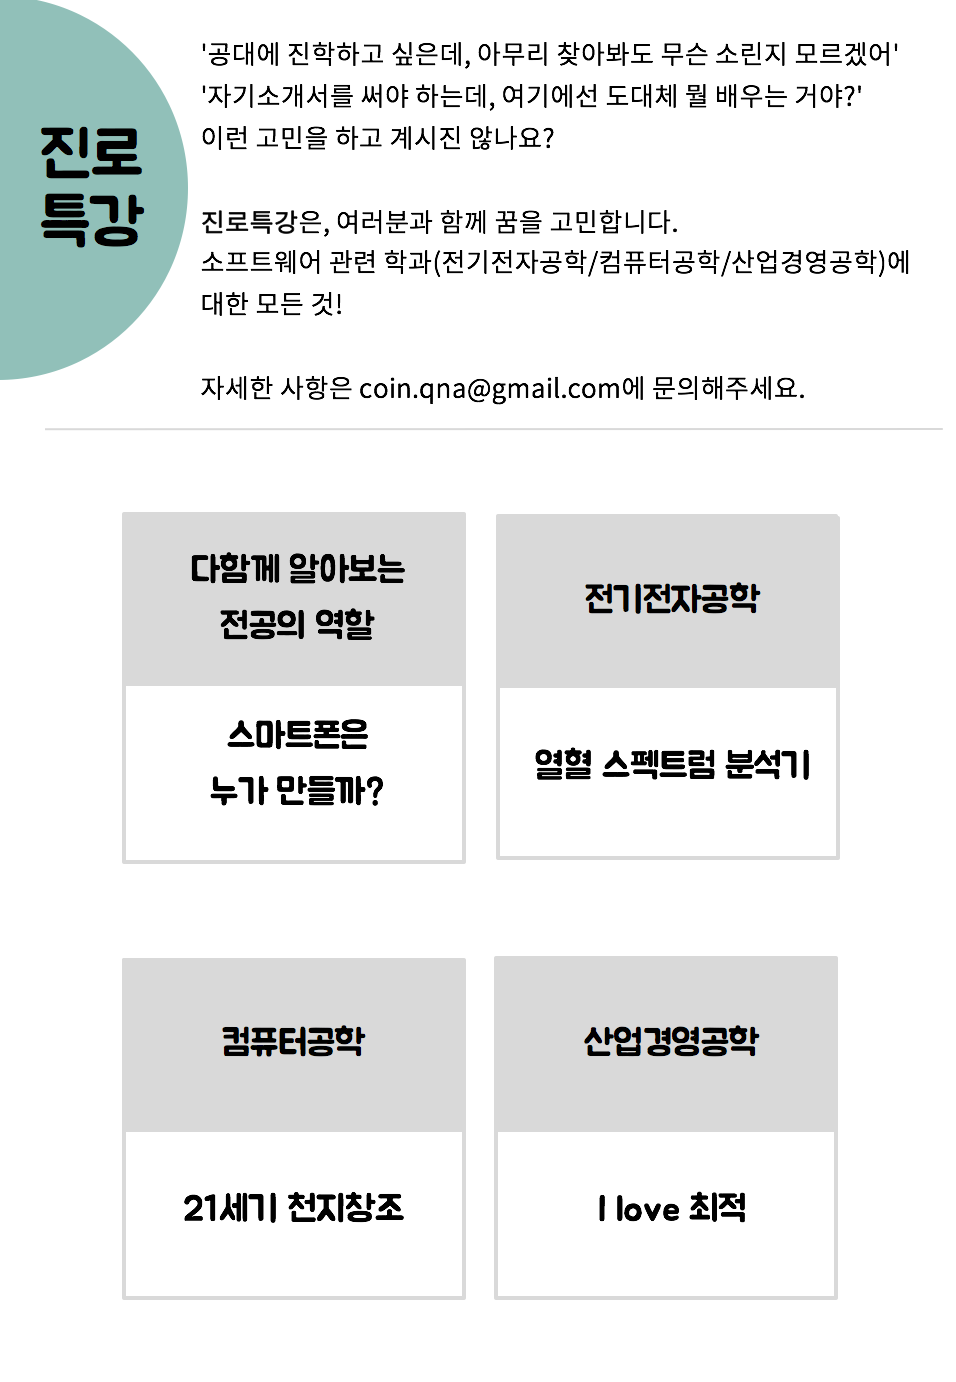 진로
특강
'공대에 진학하고 싶은데, 아무리 찾아봐도 무슨 소린지 모르겠어'
'자기소개서를 써야 하는데, 여기에선 도대체 뭘 배우는 거야?'
이런 고민을 하고 계시진 않나요?
진로특강은, 여러분과 함께 꿈을 고민합니다.
소프트웨어 관련 학과(전기전자공학/컴퓨터공학/산업경영공학)에
대한 모든 것!
자세한 사항은 coin.qna@gmail.com에 문의해주세요.
다함께 알아보는
전공의 역할
스마트폰은
누가 만들까?
전기전자공학
열혈 스펙트럼 분석기
컴퓨터공학
21세기 천지창조
산업경영공학
I love 최적